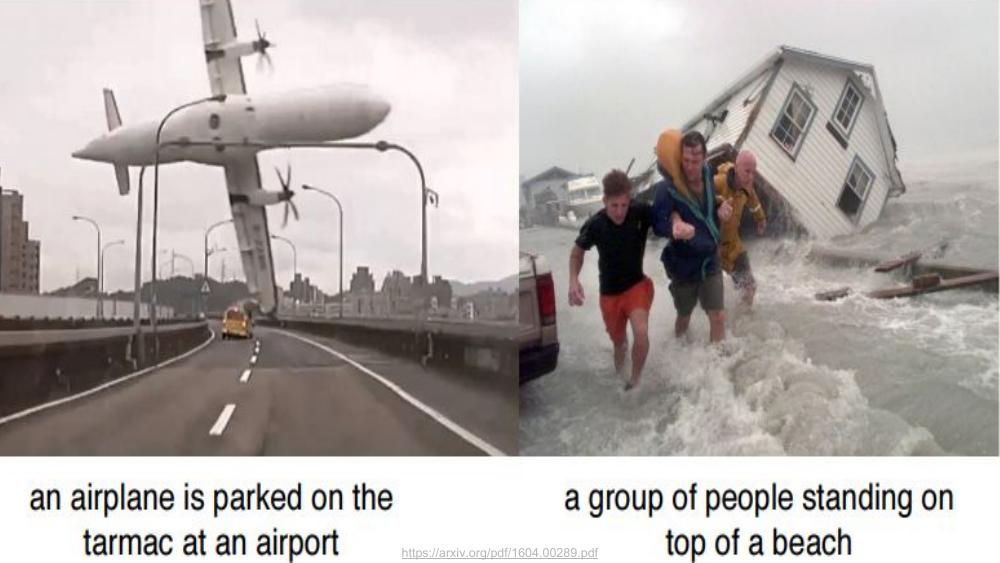 an airplane is parked on the
tarmac at an airport
a group of people standing on
top of a beach
https://arxiv.org/pdf/1604.00289.pdf